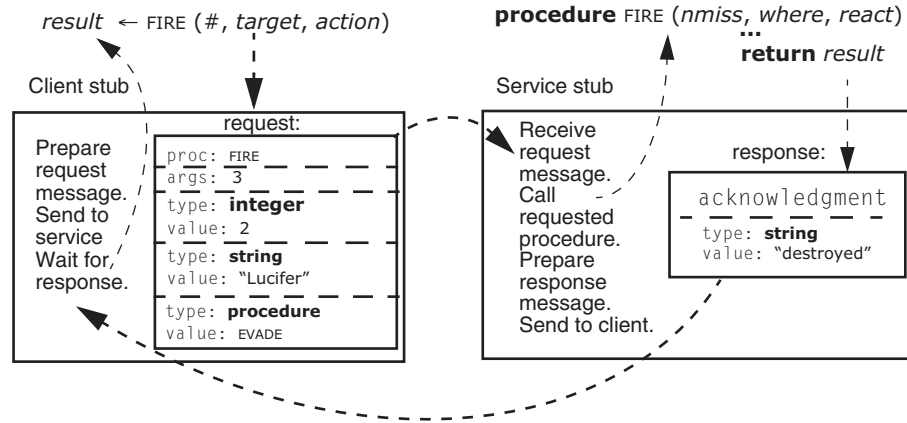 result ← FIRE (#, target, action)
Client stub
request:
Prepare
request
message.
Send to
service
Wait for
response.
proc: FIRE
args: 3
type: integer
value: 2
type: string
value: “Lucifer”
type: procedure
value: EVADE
procedure FIRE (nmiss, where, react)
...
return result
Service stub
Receive
request
message.
Call
requested
procedure.
Prepare
response
message.
Send to client.
response:
acknowledgment
type: string
value: “destroyed”